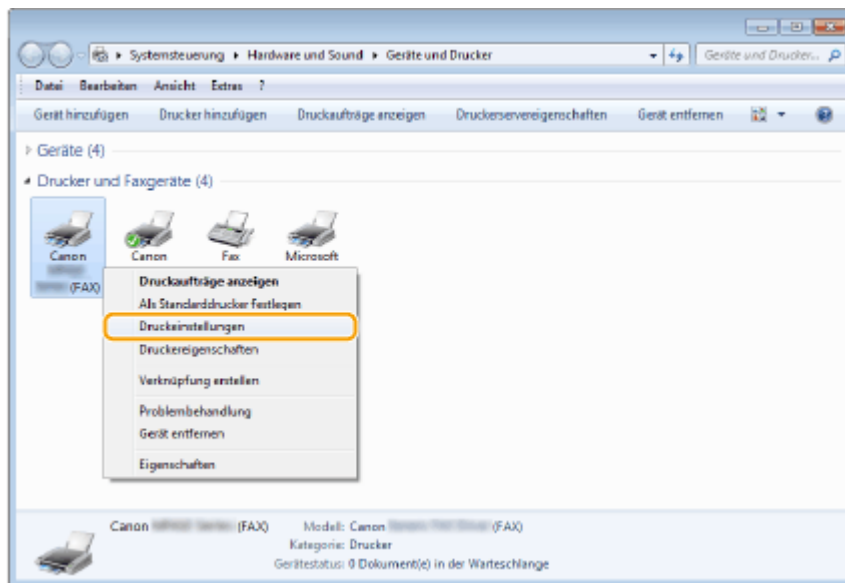 Systemsteuerung ▸ Hardware und Sound ▸ Geräte und Drucker
Geräte und Drucker...
Datei Bearbeiten Ansicht Extras ?
Gerät hinzufügen Drucker hinzufügen Druckaufträge anzeigen Druckerservereigenschaften Gerät entfernen
Geräte (4)
Drucker und Faxgeräte (4)
Canon Canon Fax Microsoft
(FAX)
Druckaufträge anzeigen
Als Standarddrucker festlegen
Druckeinstellungen
Druckereigenschaften
Verknüpfung erstellen
Problembehandlung
Gerät entfernen
Eigenschaften
Canon (FAX) Modell: Canon (FAX)
Kategorie: Drucker
Gerätestatus: 0 Dokument(e) in der Warteschlange